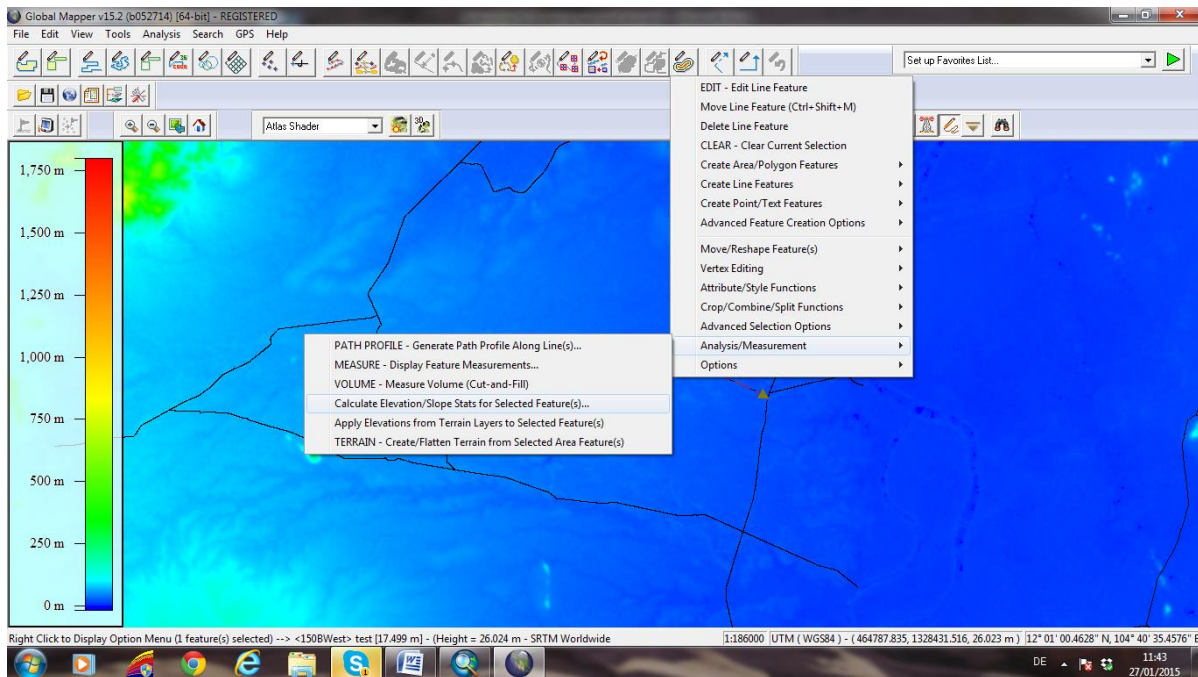 Global Mapper v15.2 (b052714) [64-bit] - REGISTERED
File Edit View Tools Analysis Search GPS Help
Set up Favorites List...
Atlas Shader
3D
EDIT - Edit Line Feature
Move Line Feature (Ctrl+Shift+M)
Delete Line Feature
CLEAR - Clear Current Selection
Create Area/Polygon Features
Create Line Features
Create Point/Text Features
Advanced Feature Creation Options
Move/Reshape Feature(s)
Vertex Editing
Attribute/Style Functions
Crop/Combine/Split Functions
Advanced Selection Options
Analysis/Measurement
Options
PATH PROFILE - Generate Path Profile Along Line(s)...
MEASURE - Display Feature Measurements...
VOLUME - Measure Volume (Cut-and-Fill)
Calculate Elevation/Slope Stats for Selected Feature(s)...
Apply Elevations from Terrain Layers to Selected Feature(s)
TERRAIN - Create/Flatten Terrain from Selected Area Feature(s)
1,750 m
1,500 m
1,250 m
1,000 m
750 m
500 m
250 m
0 m
Right Click to Display Option Menu (1 feature(s) selected) --> <150BWest> test [17.499 m] - (Height = 26.024 m - SRTM Worldwide
1:186000 UTM ( WGS84 ) - ( 464787.835, 1328431.516, 26.023 m ) 12° 01' 00.4628" N, 104° 40' 35.4576" E
DE
11:43
27/01/2015